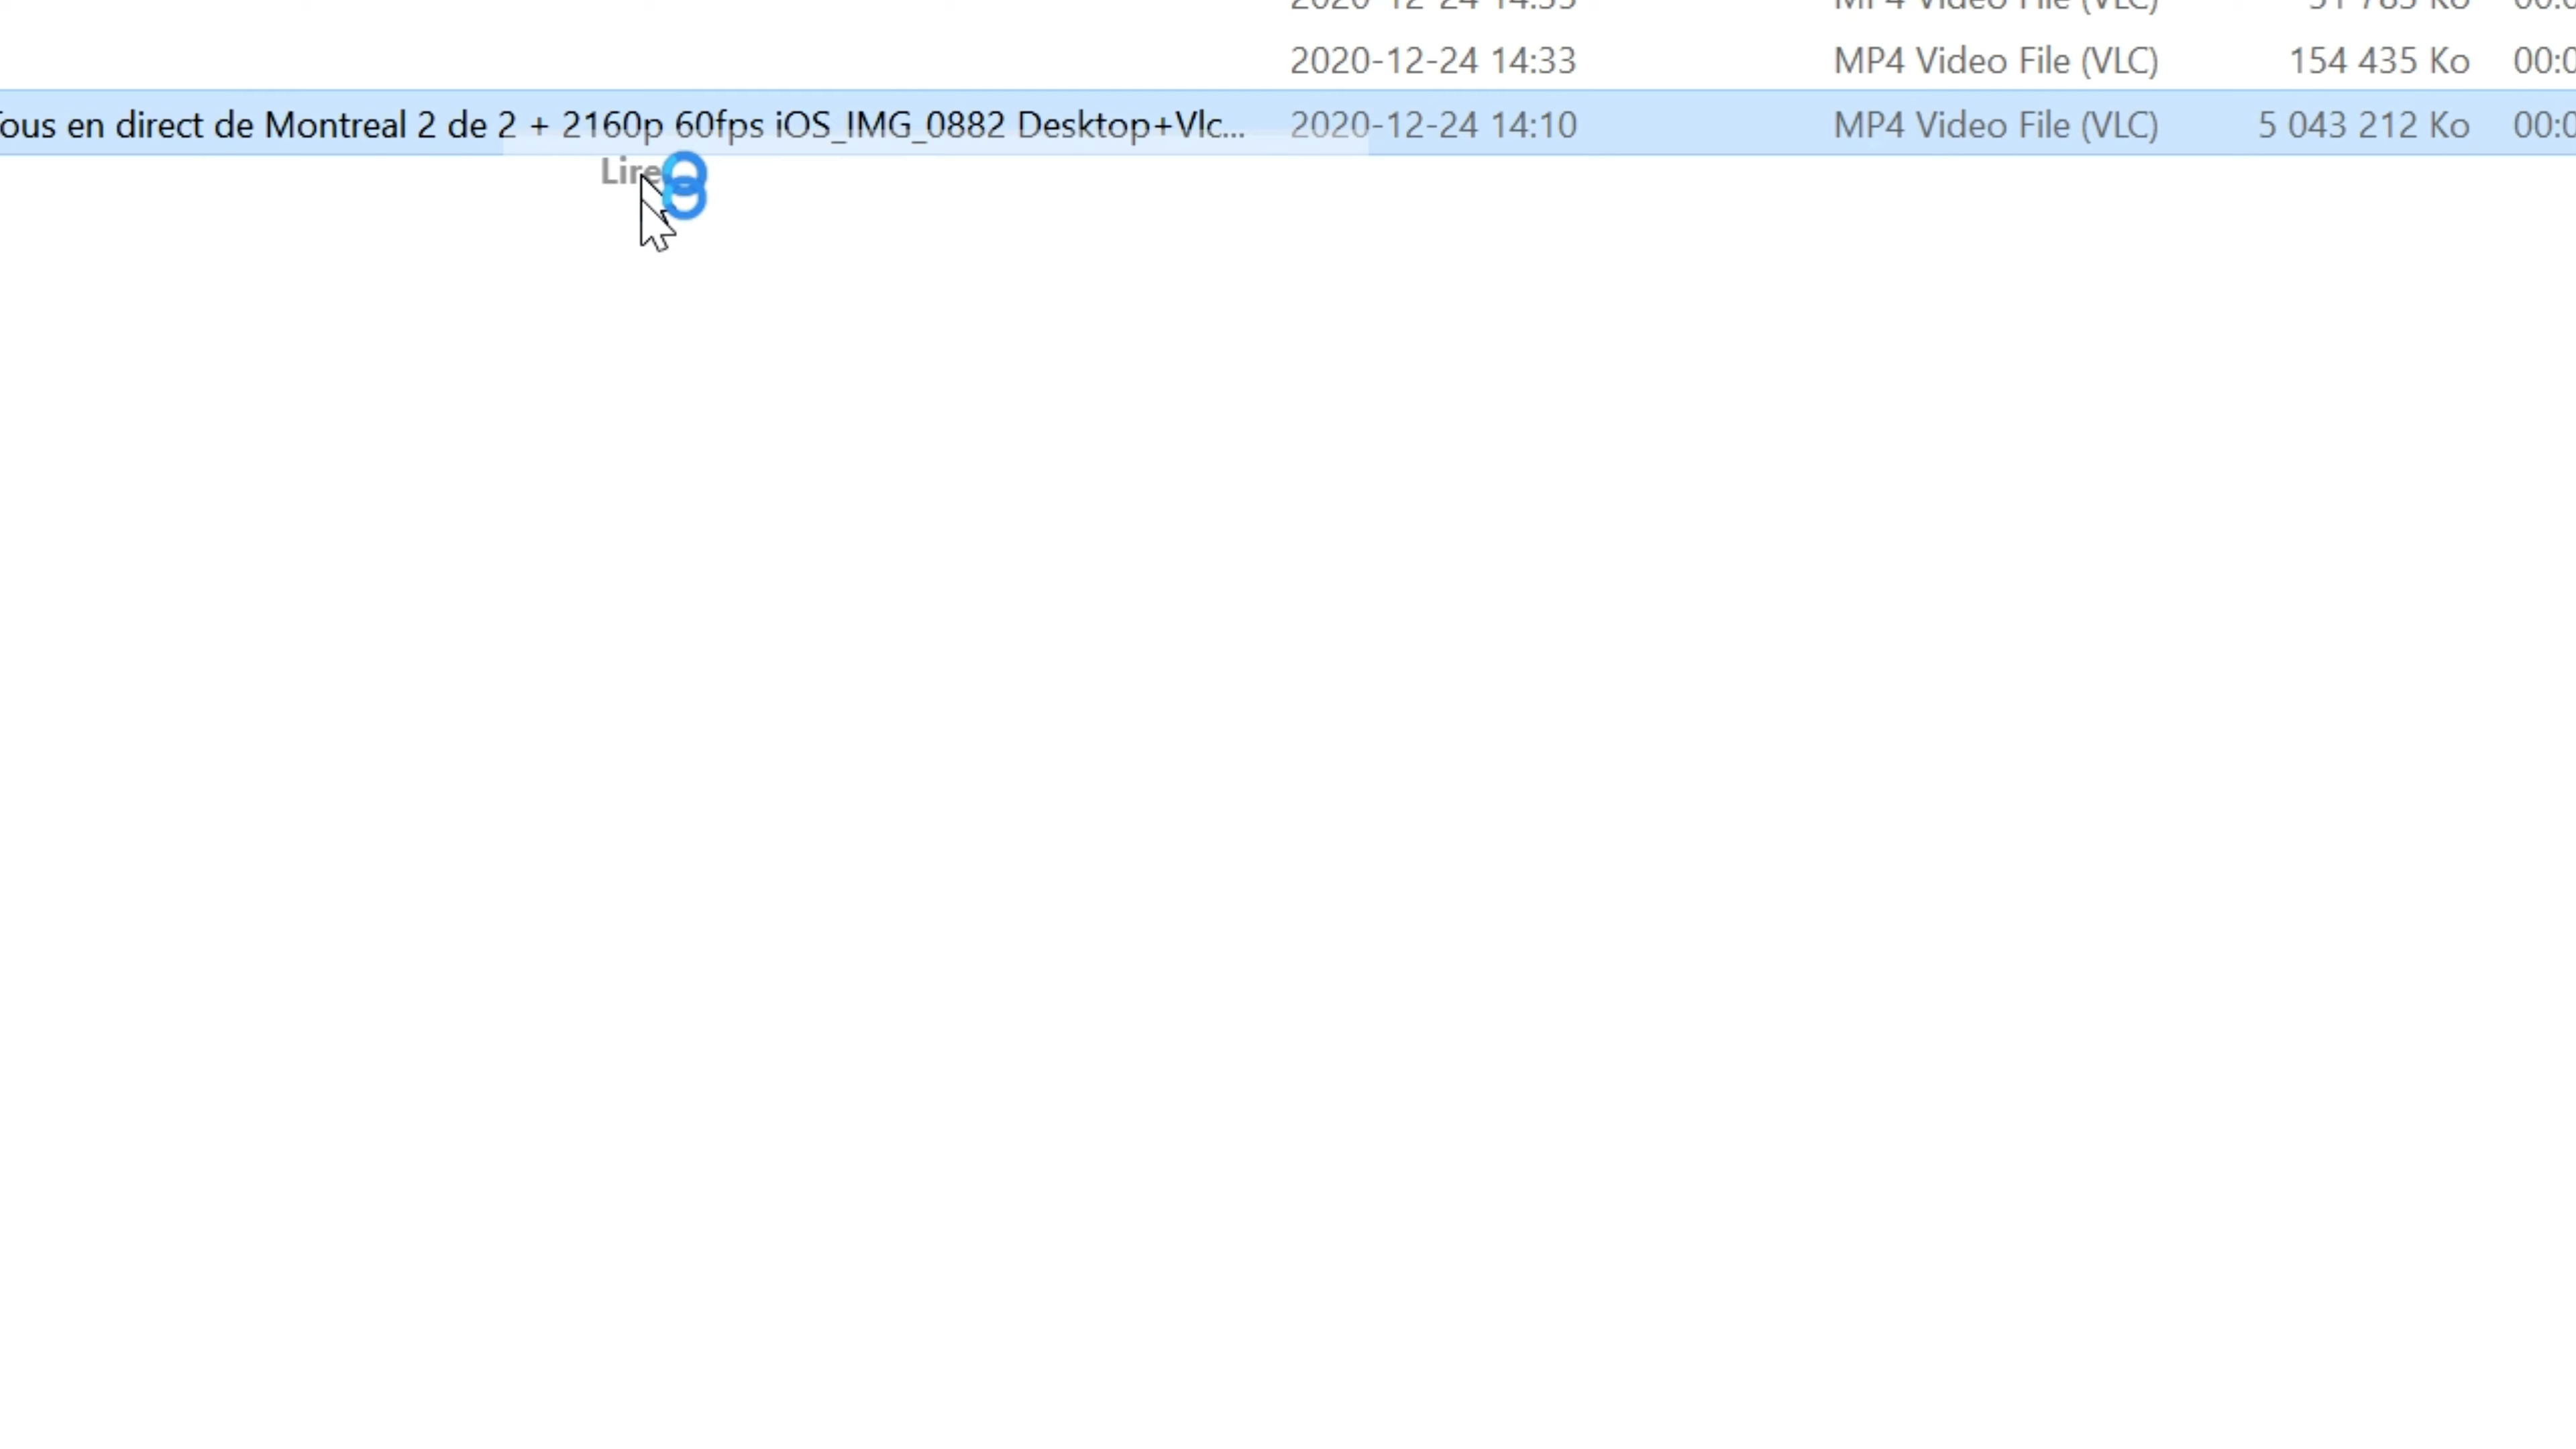 2020-12-24 14:33 MP4 Video File (VLC) 154 435 Ko
ous en direct de Montreal 2 de 2 + 2160p 60fps iOS_IMG_0882 Desktop+Vlc... 2020-12-24 14:10 MP4 Video File (VLC) 5 043 212 Ko
Lire